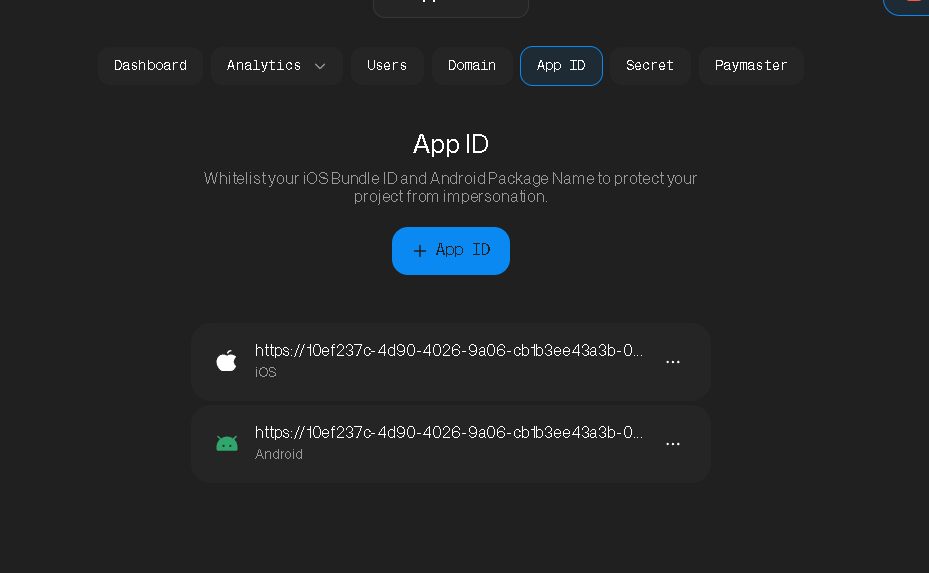 Dashboard
Analytics
Users
Domain
App ID
Secret
Paymaster
App ID
Whitelist your iOS Bundle ID and Android Package Name to protect your
project from impersonation.
+ App ID
https://10ef237c-4d90-4026-9a06-cb1b3ee43a3b-0...
iOS
https://10ef237c-4d90-4026-9a06-cb1b3ee43a3b-0...
Android